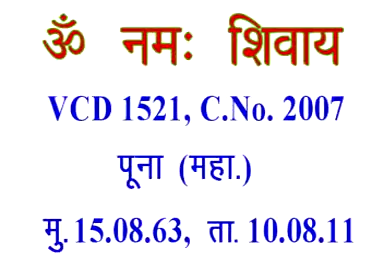 ॐ नमः शिवाय
VCD 1521, C.No. 2007
पूना (महा.)
मु. 15.08.63, ता. 10.08.11